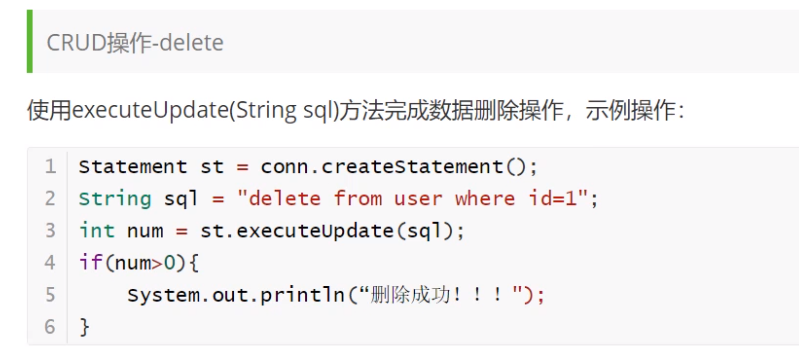 CRUD操作-delete
使用executeUpdate(String sql)方法完成数据删除操作，示例操作：
1 Statement st = conn.createStatement();
2 String sql = "delete from user where id=1";
3 int num = st.executeUpdate(sql);
4 if(num>0){
5     System.out.println(“删除成功！！！");
6 }